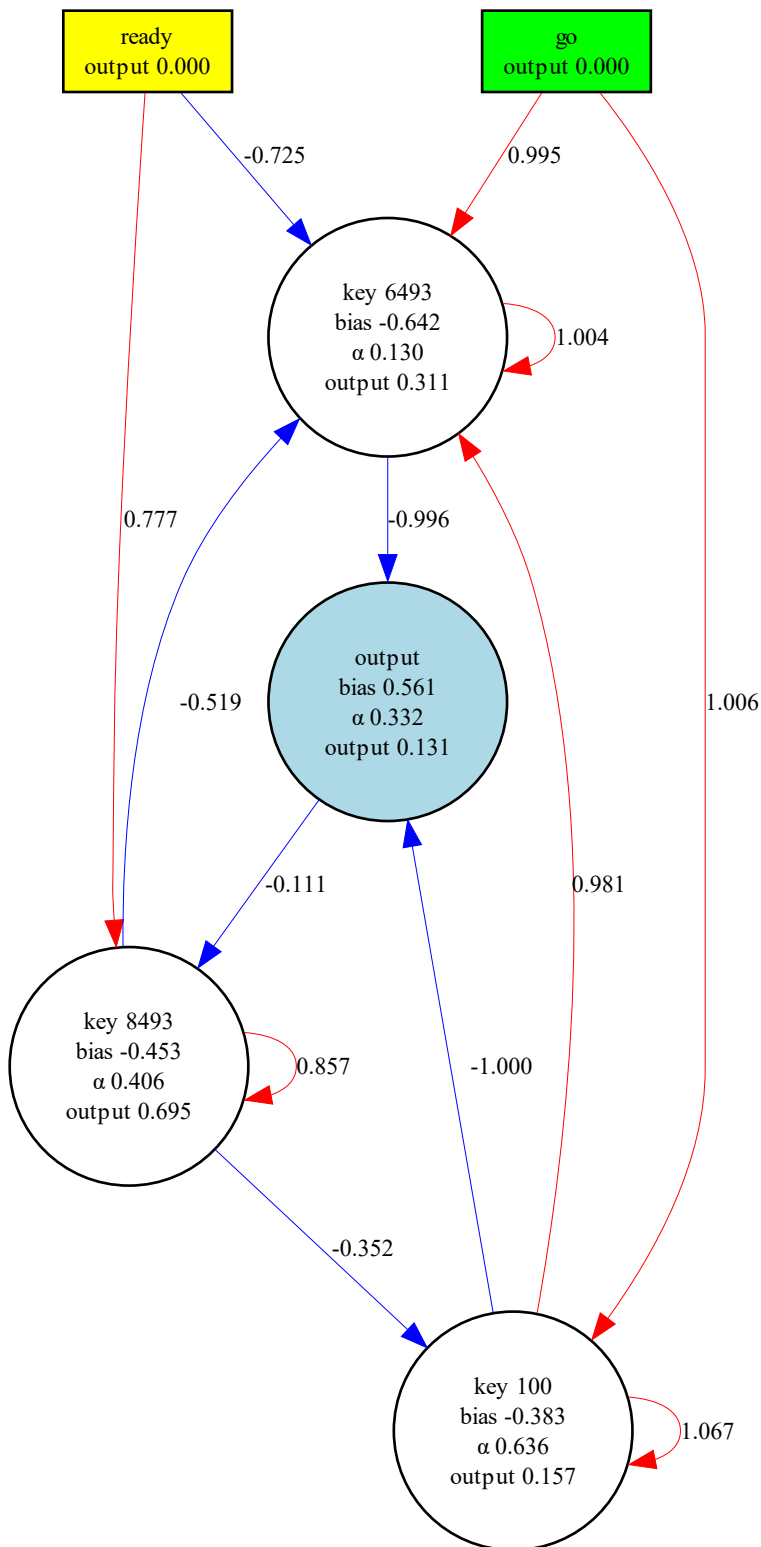 ready
output 0.000
go
output 0.000
-0.725
0.995
key 6493
bias -0.642
α 0.130
output 0.311
1.004
0.777
-0.996
-0.519
output
bias 0.561
α 0.332
output 0.131
1.006
-0.111
0.981
key 8493
bias -0.453
α 0.406
output 0.695
0.857
-1.000
-0.352
key 100
bias -0.383
α 0.636
output 0.157
1.067